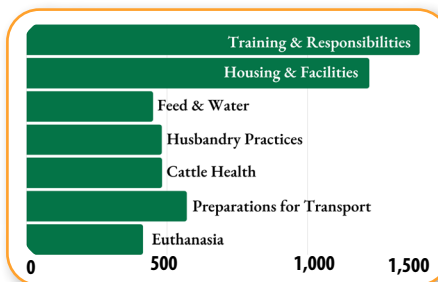 Training & Responsibilities
Housing & Facilities
Feed & Water
Husbandry Practices
Cattle Health
Preparations for Transport
Euthanasia
0 500 1,000 1,500